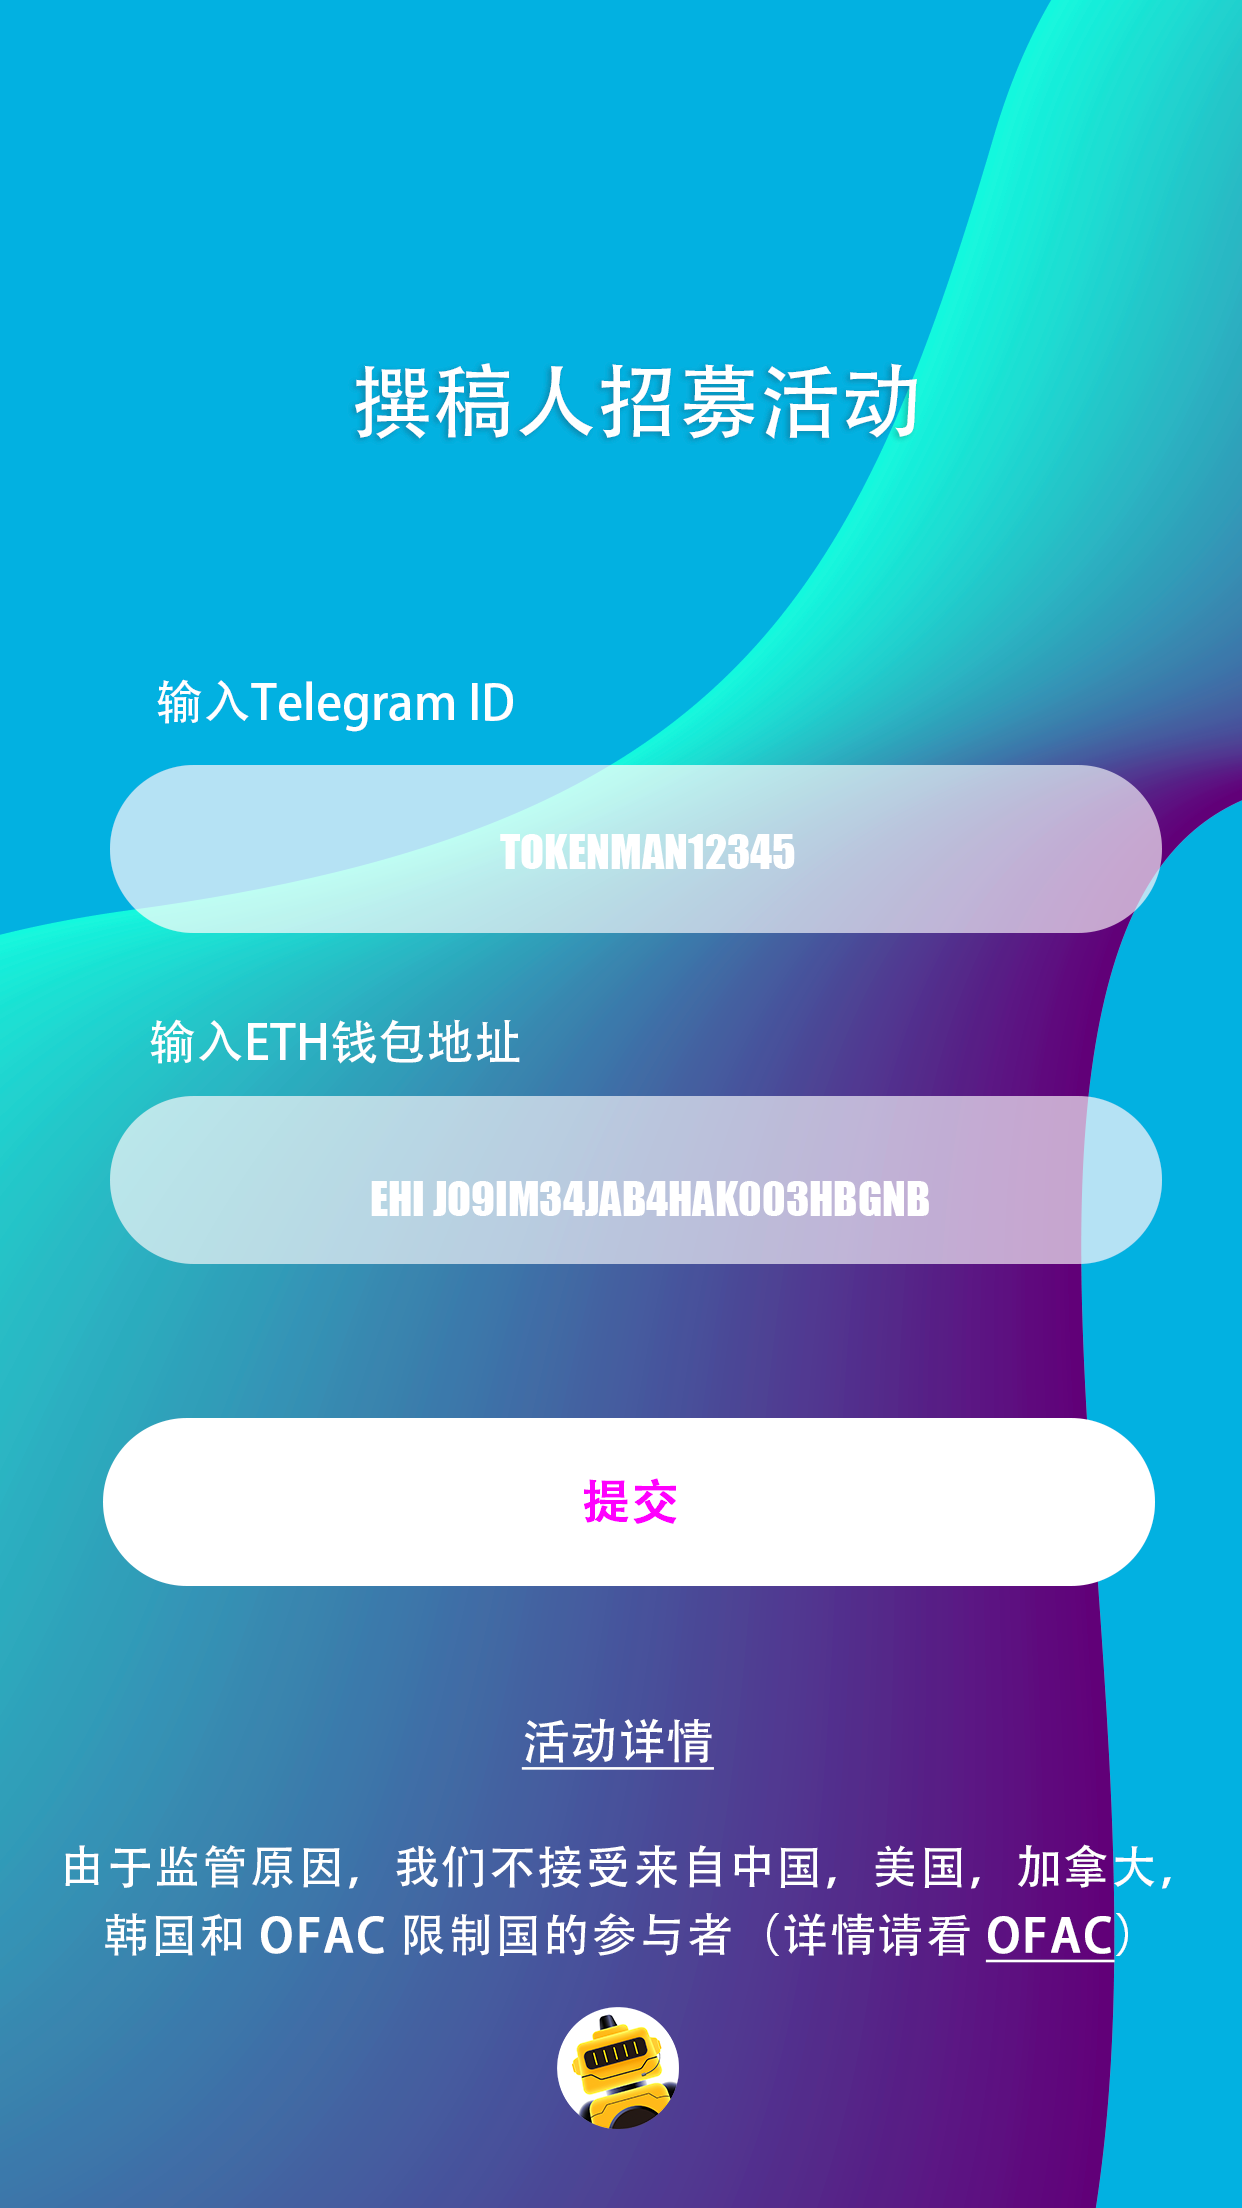 撰稿人招募活动
输入Telegram ID
TOKENMAN12345
输入ETH钱包地址
EHI JO9IM34JAB4HAKOO3HBGNB
提交
活动详情
由于监管原因，我们不接受来自中国，美国，加拿大，
韩国和 OFAC 限制国的参与者（详情请看 OFAC）